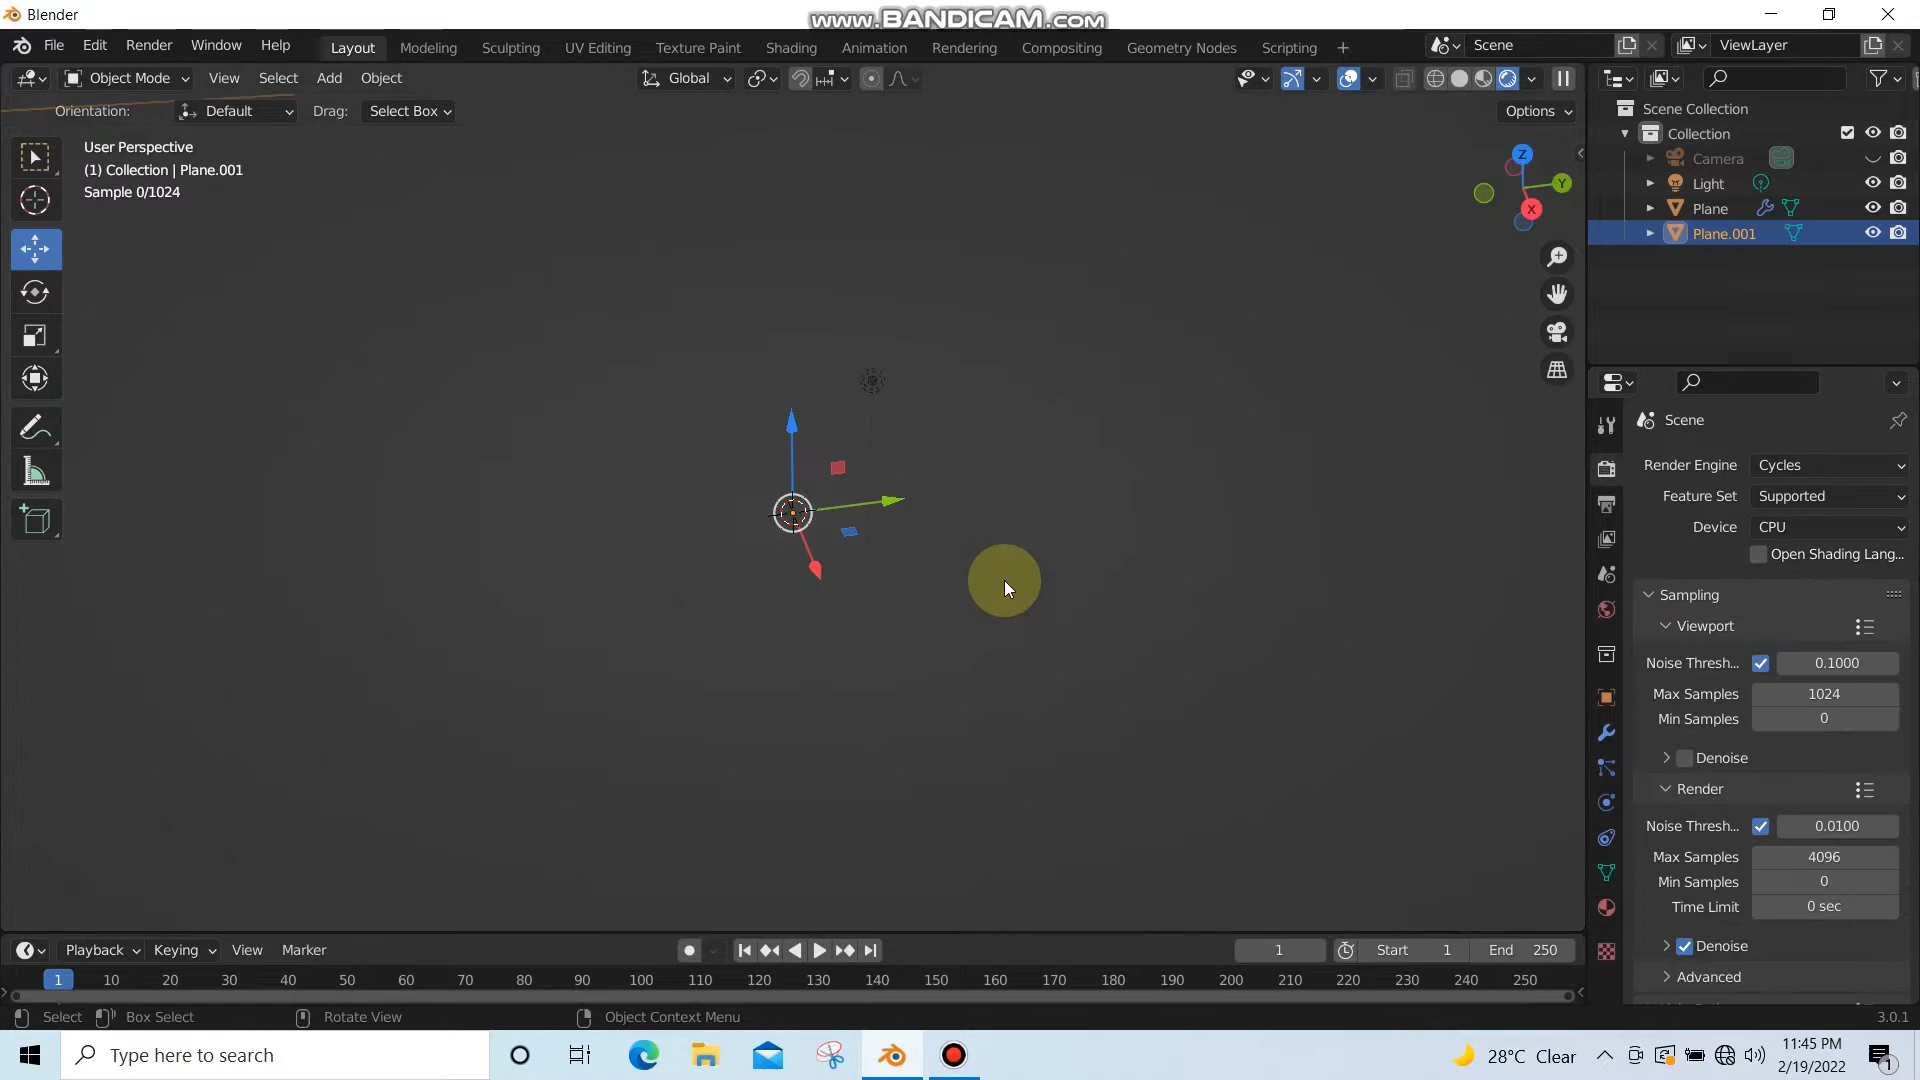 Blender
www.BANDICAM.com
File Edit Render Window Help
Layout Modeling Sculpting UV Editing Texture Paint Shading Animation Rendering Compositing Geometry Nodes Scripting +
Scene
ViewLayer
Object Mode View Select Add Object
Global
Orientation: Default Drag: Select Box
Options
User Perspective
(1) Collection | Plane.001
Sample 0/1024
Z
Y
X
Scene Collection
Collection
Camera
Light
Plane
Plane.001
Scene
Render Engine Cycles
Feature Set Supported
Device CPU
Open Shading Lang...
Sampling
Viewport
Noise Thresh... 0.1000
Max Samples 1024
Min Samples 0
Denoise
Render
Noise Thresh... 0.0100
Max Samples 4096
Min Samples 0
Time Limit 0 sec
Denoise
Advanced
Playback Keying View Marker
1 Start 1 End 250
1 10 20 30 40 50 60 70 80 90 100 110 120 130 140 150 160 170 180 190 200 210 220 230 240 250
Select Box Select Rotate View Object Context Menu
3.0.1
Type here to search
28°C Clear
11:45 PM
2/19/2022
1